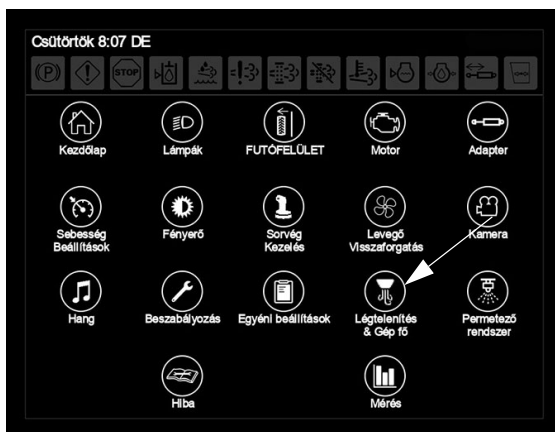 Csütörtök 8:07 DE
(P) STOP
Kezdőlap Lámpák FUTÓFELÜLET Motor Adapter
Sebesség Beállítások Fényerő Sorvég Kezelés Levegő Visszaforgatás Kamera
Hang Beszabályozás Egyéni beállítások Légtelenítés & Gép fő Permetező rendszer
Hiba Mérés